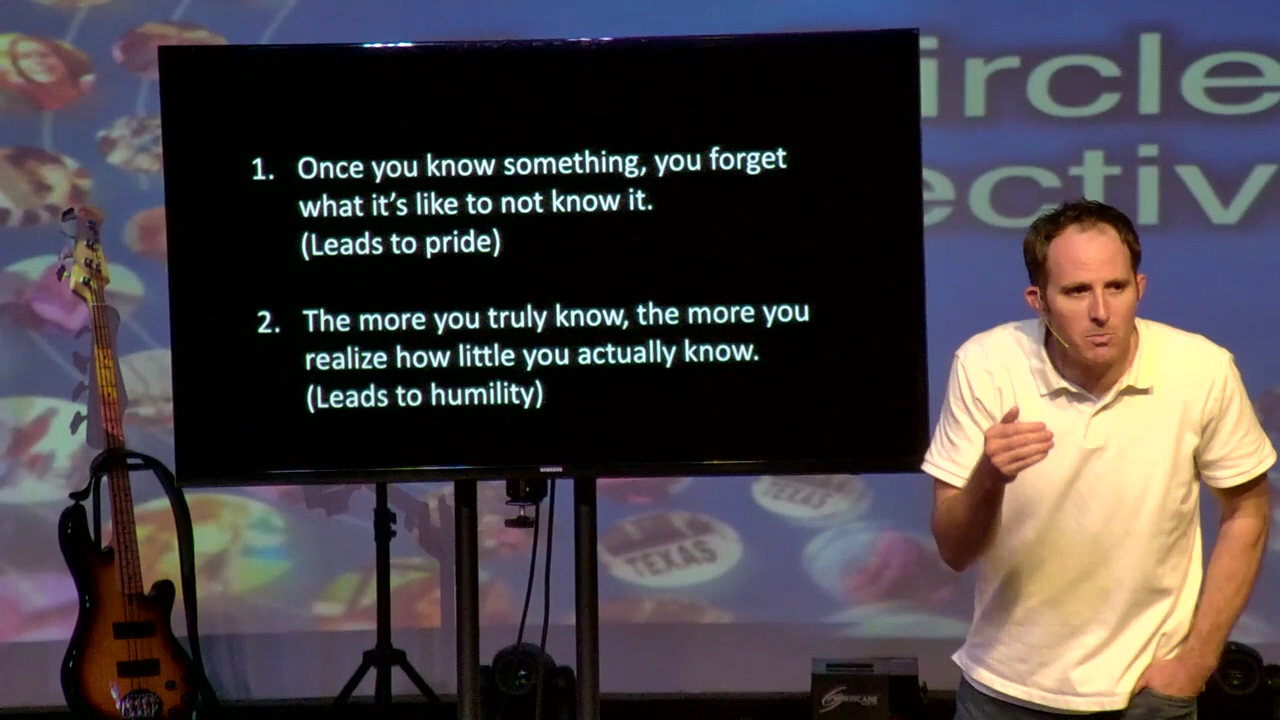 ircle
ectiv
1. Once you know something, you forget
what it's like to not know it.
(Leads to pride)
2. The more you truly know, the more you
realize how little you actually know.
(Leads to humility)
SAMSUNG
TEXAS
TEXAS